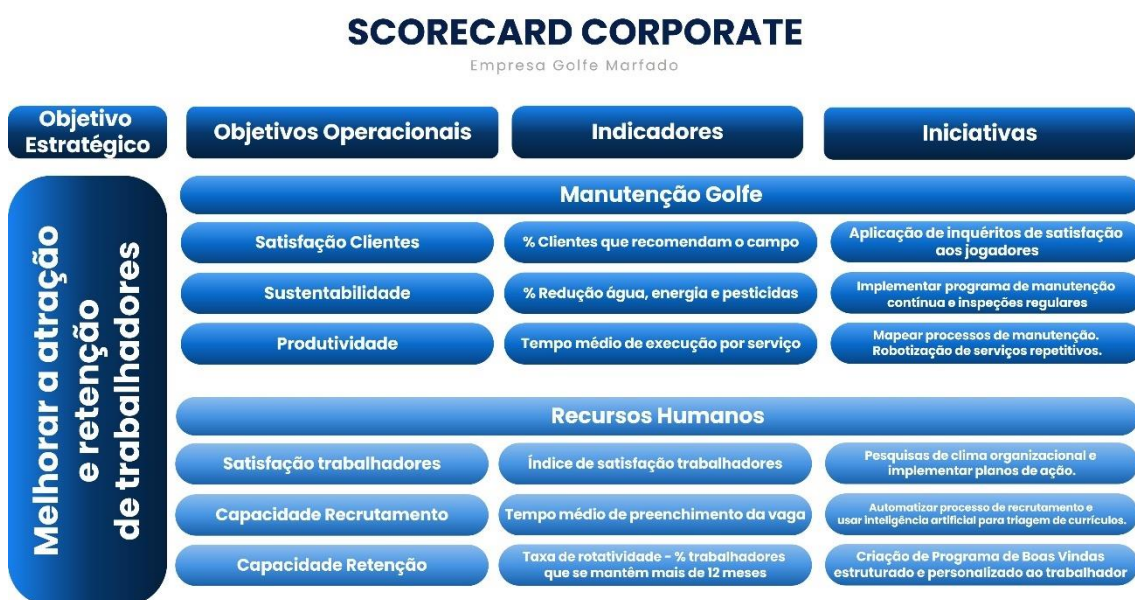 SCORECARD CORPORATE
Empresa Golfe Marfado
Objetivo
Estratégico
Objetivos Operacionais
Indicadores
Iniciativas
Melhorar a atração
e retenção
de trabalhadores
Manutenção Golfe
Satisfação Clientes
% Clientes que recomendam o campo
Aplicação de inquéritos de satisfação
aos jogadores
Sustentabilidade
% Redução água, energia e pesticidas
Implementar programa de manutenção
contínua e inspeções regulares
Produtividade
Tempo médio de execução por serviço
Mapear processos de manutenção.
Robotização de serviços repetitivos.
Recursos Humanos
Satisfação trabalhadores
Índice de satisfação trabalhadores
Pesquisas de clima organizacional e
implementar planos de ação.
Capacidade Recrutamento
Tempo médio de preenchimento da vaga
Automatizar processo de recrutamento e
usar inteligência artificial para triagem de currículos.
Capacidade Retenção
Taxa de rotatividade - % trabalhadores
que se mantêm mais de 12 meses
Criação de Programa de Boas Vindas
estruturado e personalizado ao trabalhador